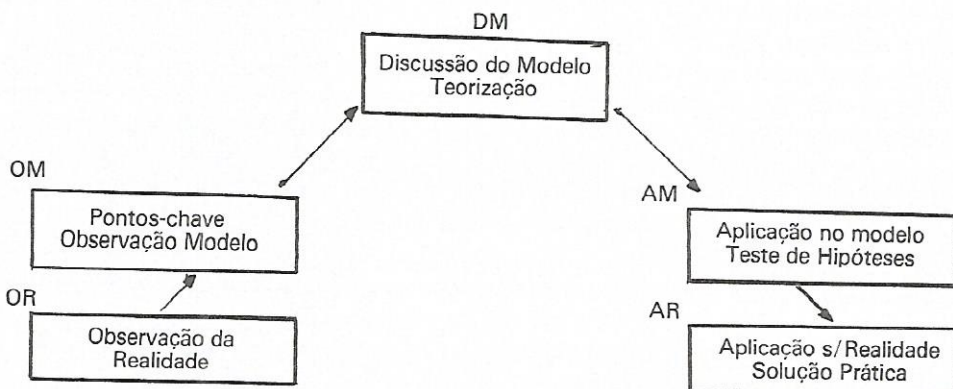 DM
Discussão do Modelo
Teorização
OM
Pontos-chave
Observação Modelo
AM
Aplicação no modelo
Teste de Hipóteses
OR
Observação da
Realidade
AR
Aplicação s/Realidade
Solução Prática